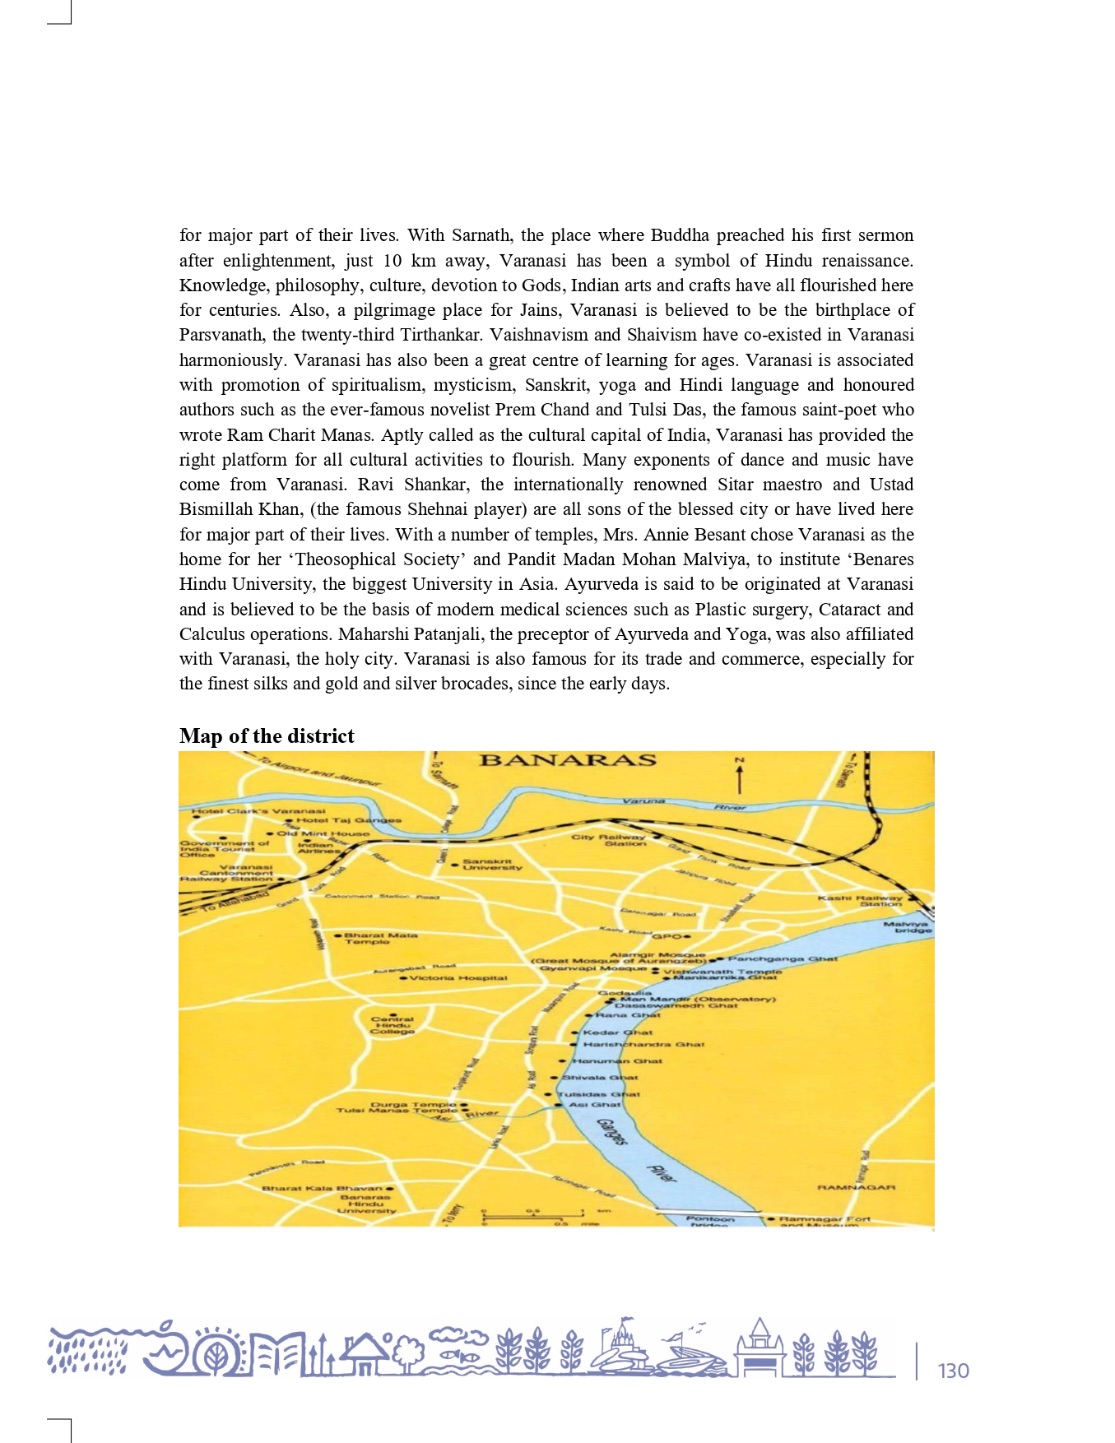 for major part of their lives. With Sarnath, the place where Buddha preached his first sermon
after enlightenment, just 10 km away, Varanasi has been a symbol of Hindu renaissance.
Knowledge, philosophy, culture, devotion to Gods, Indian arts and crafts have all flourished here
for centuries. Also, a pilgrimage place for Jains, Varanasi is believed to be the birthplace of
Parsvanath, the twenty-third Tirthankar. Vaishnavism and Shaivism have co-existed in Varanasi
harmoniously. Varanasi has also been a great centre of learning for ages. Varanasi is associated
with promotion of spiritualism, mysticism, Sanskrit, yoga and Hindi language and honoured
authors such as the ever-famous novelist Prem Chand and Tulsi Das, the famous saint-poet who
wrote Ram Charit Manas. Aptly called as the cultural capital of India, Varanasi has provided the
right platform for all cultural activities to flourish. Many exponents of dance and music have
come from Varanasi. Ravi Shankar, the internationally renowned Sitar maestro and Ustad
Bismillah Khan, (the famous Shehnai player) are all sons of the blessed city or have lived here
for major part of their lives. With a number of temples, Mrs. Annie Besant chose Varanasi as the
home for her ‘Theosophical Society’ and Pandit Madan Mohan Malviya, to institute ‘Benares
Hindu University, the biggest University in Asia. Ayurveda is said to be originated at Varanasi
and is believed to be the basis of modern medical sciences such as Plastic surgery, Cataract and
Calculus operations. Maharshi Patanjali, the preceptor of Ayurveda and Yoga, was also affiliated
with Varanasi, the holy city. Varanasi is also famous for its trade and commerce, especially for
the finest silks and gold and silver brocades, since the early days.
Map of the district
BANARAS
N
To Airport and Jaunpur
To Sarnath
To Sarnath
Varuna
River
Hotel Clark's Varanasi
Hotel Taj Ganges
Old Mint House
Government of
India Tourist
Office
Indian
Airlines
Varanasi
Cantonment
Railway Station
To Allahabad
City Railway
Station
Sanskrit
University
Grand Trunk Road
Cantonment Station Road
Kashi Railway
Station
Malviya
bridge
Bharat Mata
Temple
GPO
Alamgir Mosque
(Great Mosque of Aurangzeb)
Panchganga Ghat
Gyanvapi Mosque
Vishwanath Temple
Manikarnika Ghat
Aurangabad Road
Victoria Hospital
Godaulia
Man Mandir (Observatory)
Dasaswamedh Ghat
Rana Ghat
Central
Hindu
College
Kedar Ghat
Harishchandra Ghat
Hanuman Ghat
Shivala Ghat
Tulsidas Ghat
Asi Ghat
Durga Temple
Tulsi Manas Temple
Asi River
Ganges
River
Ramnagar Road
Bharat Kala Bhavan
Banaras
Hindu
University
RAMNAGAR
0 0.5 1 km
0.5 mile
Pontoon
bridge
Ramnagar Fort
and Museum
130